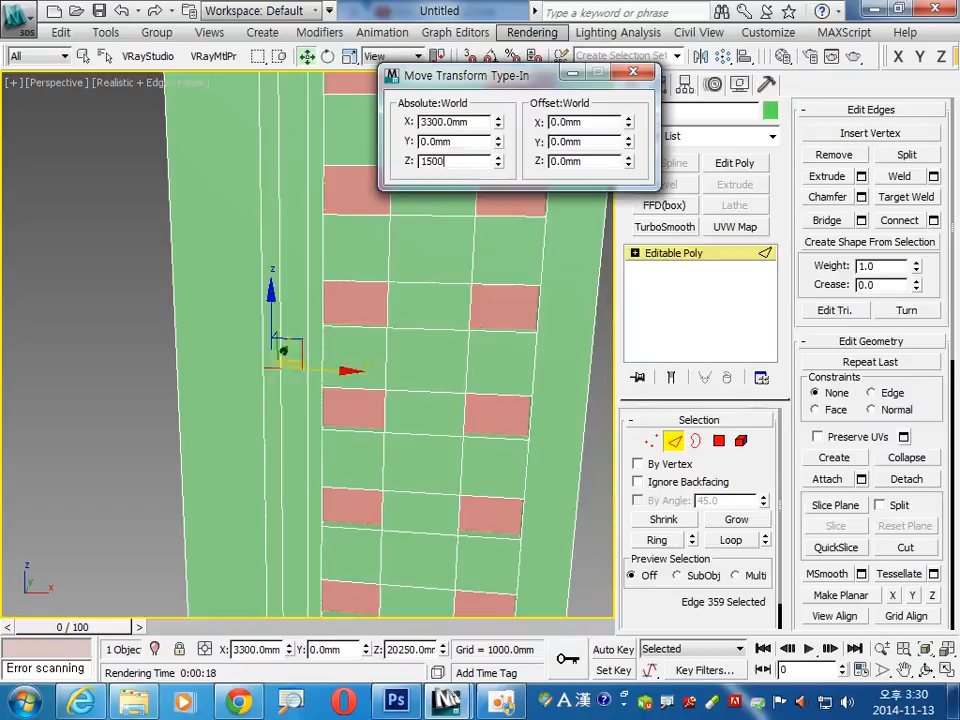 Workspace: Default
Untitled
Type a keyword or phrase
3DS
Edit
Tools
Group
Views
Create
Modifiers
Animation
Graph Editors
Rendering
Lighting Analysis
Civil View
Customize
MAXScript
Help
All
VRayStudio
VRayMtlPr
View
Create Selection Se
X Y Z
[+] [Perspective] [Realistic + Edged Faces]
Move Transform Type-In
Absolute:World
X: 3300.0mm
Y: 0.0mm
Z: 1500
Offset:World
X: 0.0mm
Y: 0.0mm
Z: 0.0mm
List
Edit Poly
Extrude
FFD(box)
Lathe
TurboSmooth
UVW Map
Editable Poly
Selection
By Vertex
Ignore Backfacing
By Angle: 45.0
Shrink
Grow
Ring
Loop
Preview Selection
Off
SubObj
Multi
Edge 359 Selected
Edit Edges
Insert Vertex
Remove
Split
Extrude
Weld
Chamfer
Target Weld
Bridge
Connect
Create Shape From Selection
Weight: 1.0
Crease: 0.0
Edit Tri.
Turn
Edit Geometry
Repeat Last
Constraints
None
Edge
Face
Normal
Preserve UVs
Create
Collapse
Attach
Detach
Slice Plane
Split
Slice
Reset Plane
QuickSlice
Cut
MSmooth
Tessellate
Make Planar
X
Y
Z
View Align
Grid Align
z
z
y
x
0 / 100
Error scanning
1 Objec
X: 3300.0mm
Y: 0.0mm
Z: 20250.0mm
Grid = 1000.0mm
Rendering Time 0:00:18
Add Time Tag
Auto Key
Selected
Set Key
Key Filters...
0
A 漢
오후 3:30
2014-11-13